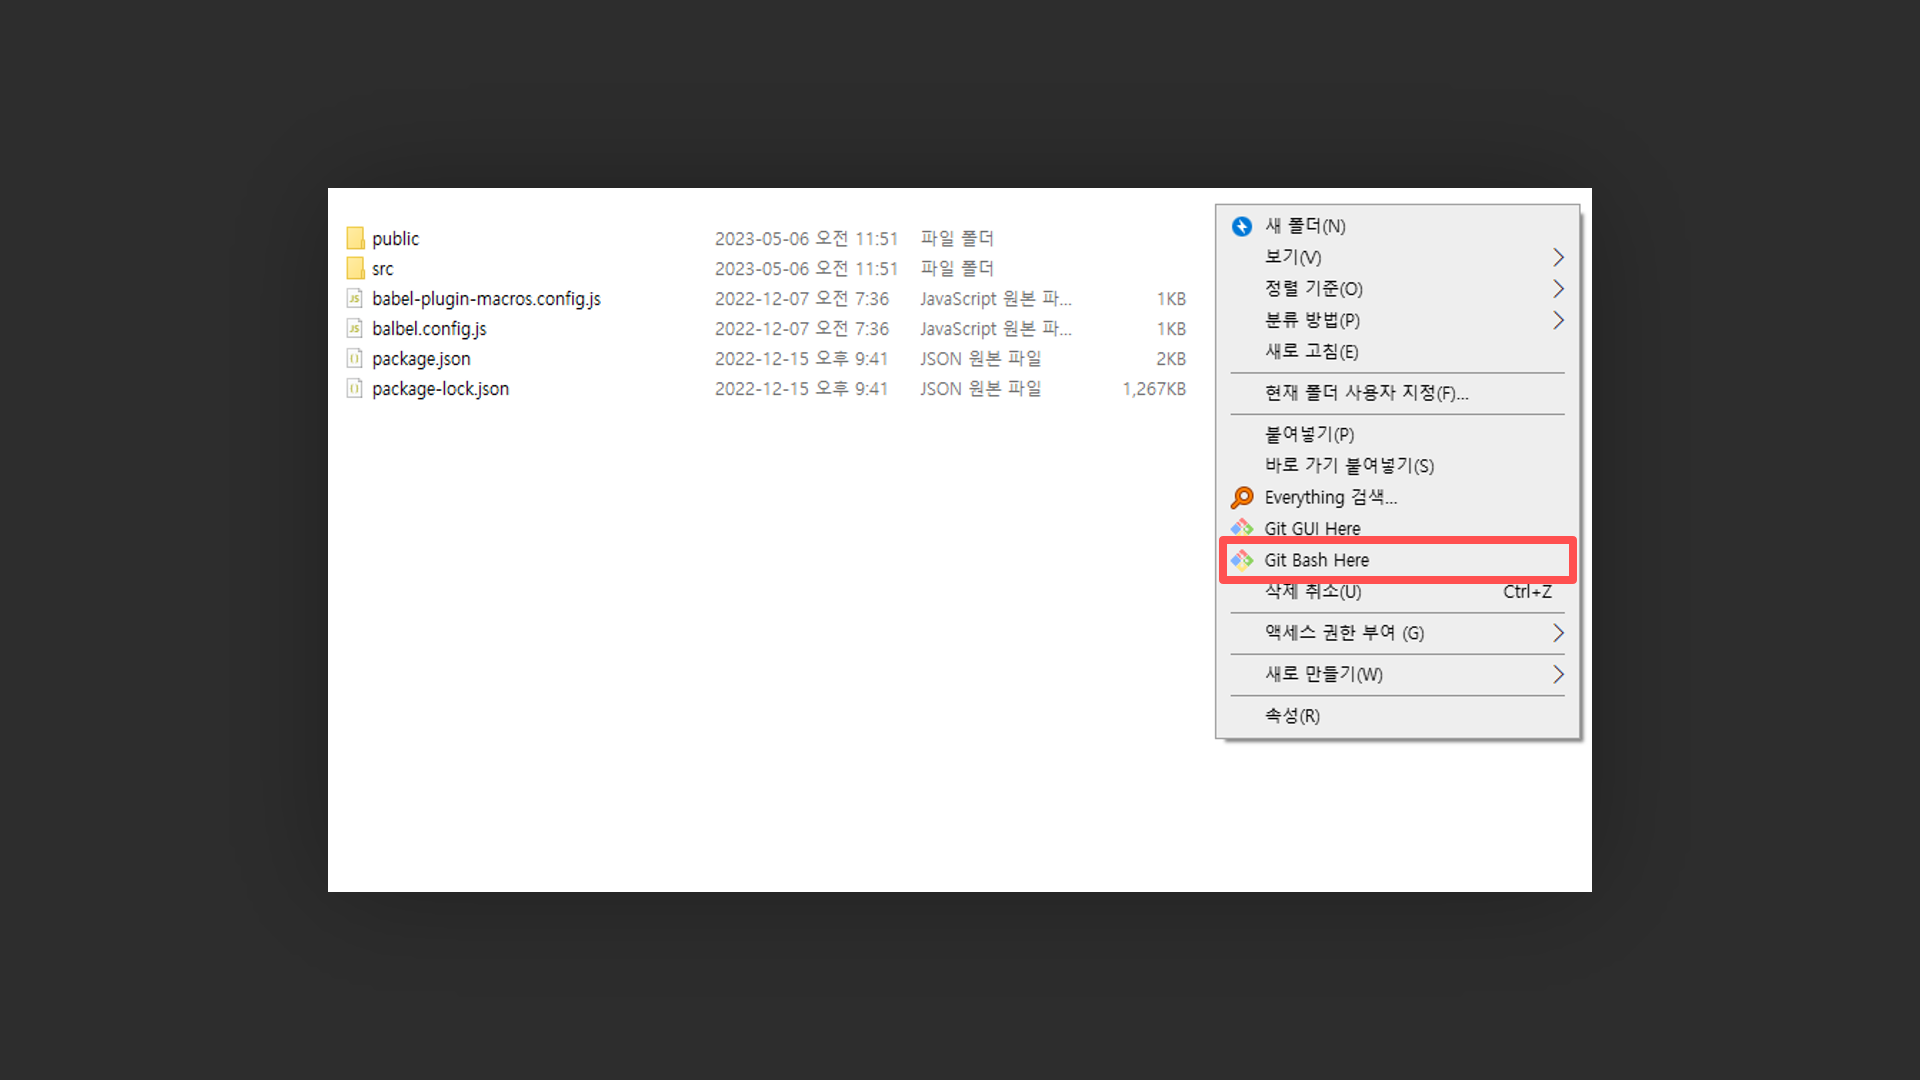 public 2023-05-06 오전 11:51 파일 폴더
src 2023-05-06 오전 11:51 파일 폴더
babel-plugin-macros.config.js 2022-12-07 오전 7:36 JavaScript 원본 파... 1KB
balbel.config.js 2022-12-07 오전 7:36 JavaScript 원본 파... 1KB
package.json 2022-12-15 오후 9:41 JSON 원본 파일 2KB
package-lock.json 2022-12-15 오후 9:41 JSON 원본 파일 1,267KB
새 폴더(N)
보기(V)
정렬 기준(O)
분류 방법(P)
새로 고침(E)
현재 폴더 사용자 지정(F)...
붙여넣기(P)
바로 가기 붙여넣기(S)
Everything 검색...
Git GUI Here
Git Bash Here
삭제 취소(U) Ctrl+Z
액세스 권한 부여 (G)
새로 만들기(W)
속성(R)